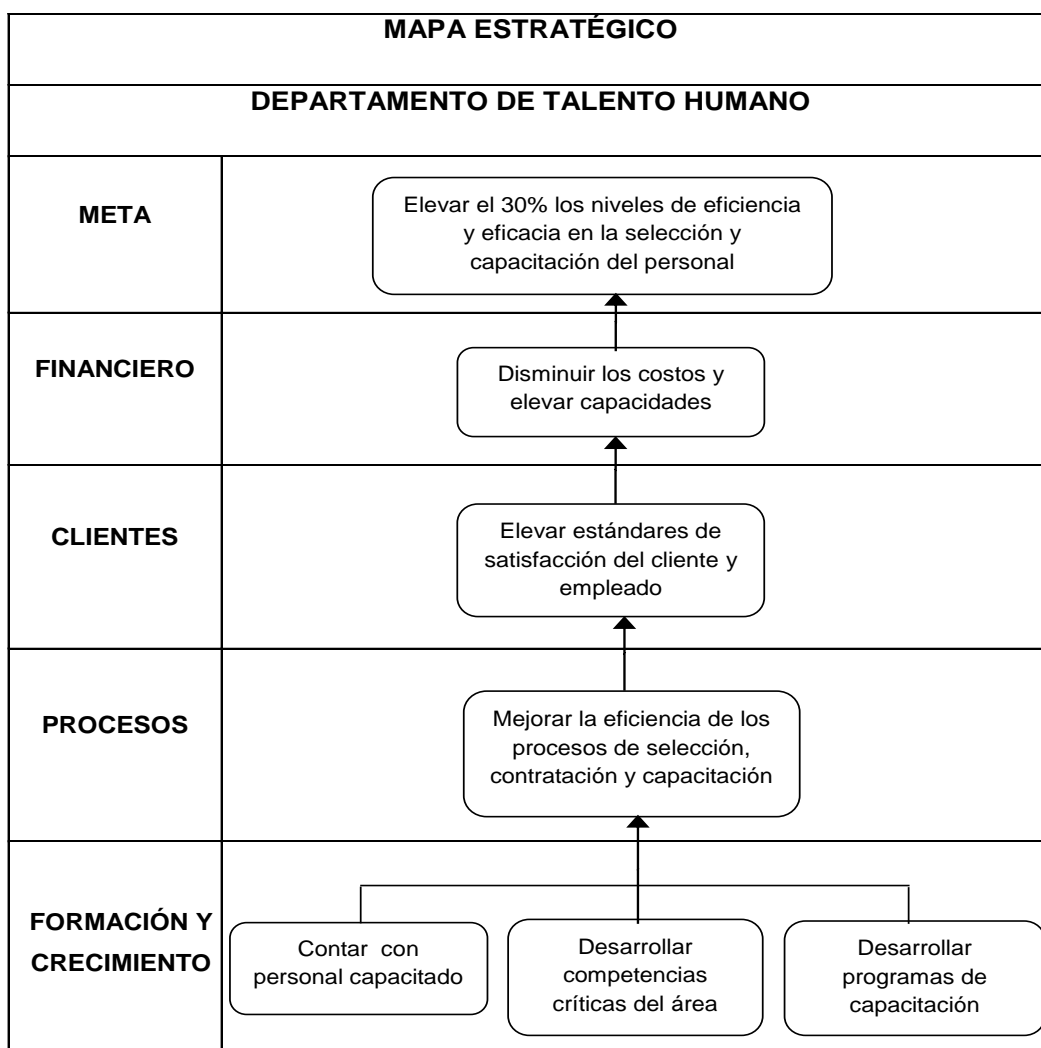 MAPA ESTRATÉGICO
DEPARTAMENTO DE TALENTO HUMANO
META
Elevar el 30% los niveles de eficiencia
y eficacia en la selección y
capacitación del personal
FINANCIERO
Disminuir los costos y
elevar capacidades
CLIENTES
Elevar estándares de
satisfacción del cliente y
empleado
PROCESOS
Mejorar la eficiencia de los
procesos de selección,
contratación y capacitación
FORMACIÓN Y
CRECIMIENTO
Contar con
personal capacitado
Desarrollar
competencias
críticas del área
Desarrollar
programas de
capacitación